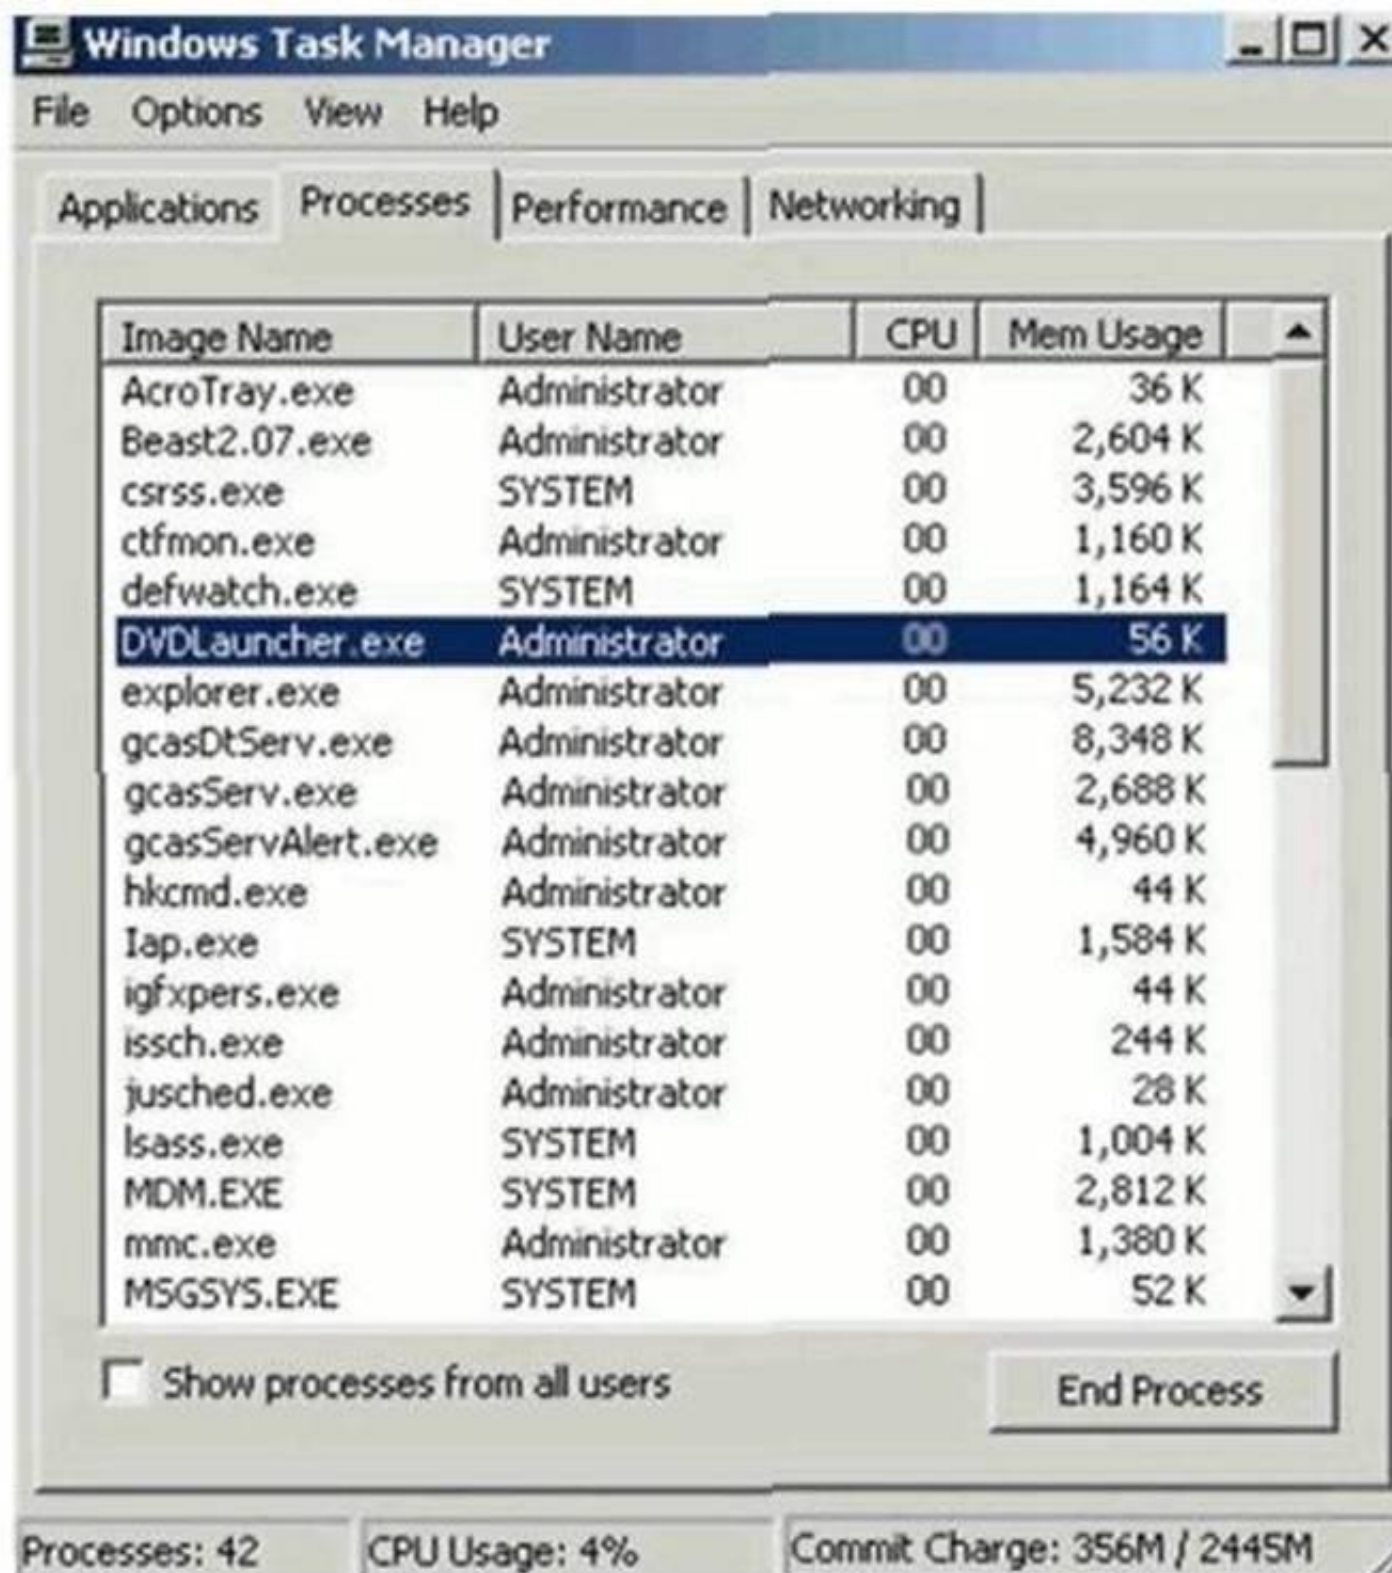 Windows Task Manager
File Options View Help
Applications Processes Performance Networking
Image Name User Name CPU Mem Usage
AcroTray.exe Administrator 00 36 K
Beast2.07.exe Administrator 00 2,604 K
csrss.exe SYSTEM 00 3,596 K
ctfmon.exe Administrator 00 1,160 K
defwatch.exe SYSTEM 00 1,164 K
DVDLauncher.exe Administrator 00 56 K
explorer.exe Administrator 00 5,232 K
gcasDtServ.exe Administrator 00 8,348 K
gcasServ.exe Administrator 00 2,688 K
gcasServAlert.exe Administrator 00 4,960 K
hkcmd.exe Administrator 00 44 K
Iap.exe SYSTEM 00 1,584 K
igfxpers.exe Administrator 00 44 K
issch.exe Administrator 00 244 K
jusched.exe Administrator 00 28 K
lsass.exe SYSTEM 00 1,004 K
MDM.EXE SYSTEM 00 2,812 K
mmc.exe Administrator 00 1,380 K
MSGSYS.EXE SYSTEM 00 52 K
Show processes from all users End Process
Processes: 42 CPU Usage: 4% Commit Charge: 356M / 2445M